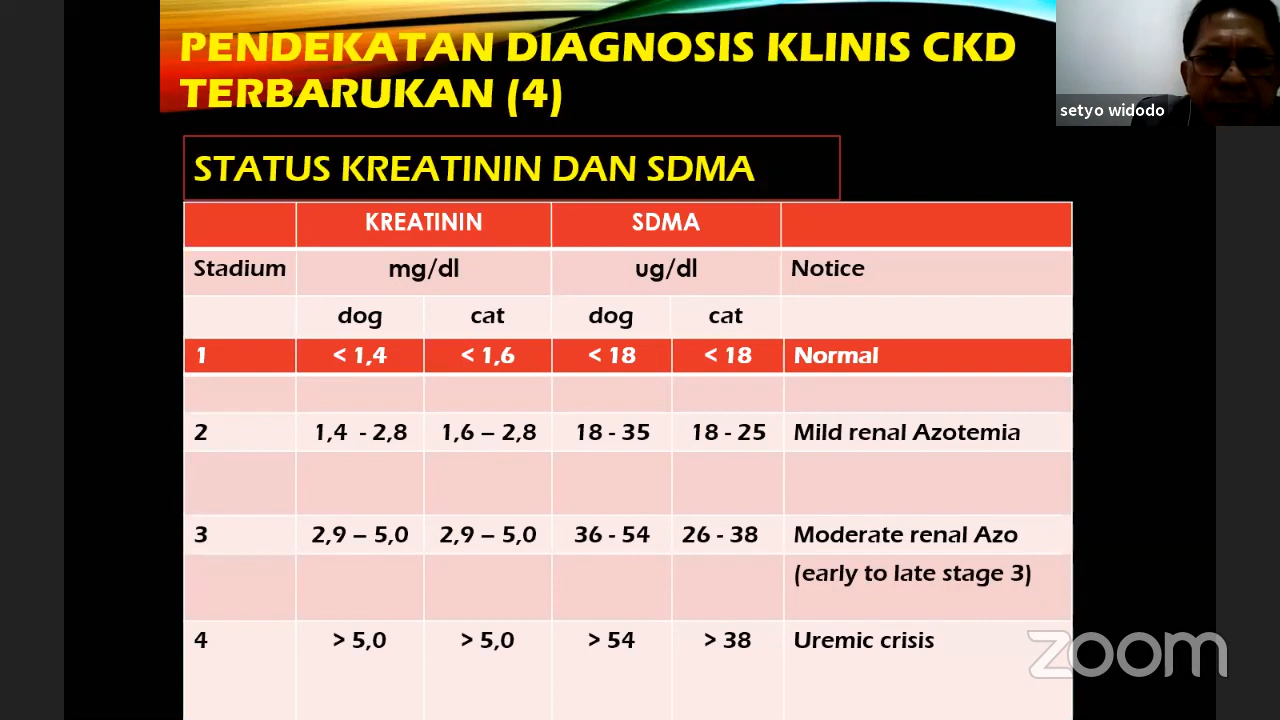 PENDEKATAN DIAGNOSIS KLINIS CKD
TERBARUKAN (4)
setyo widodo
STATUS KREATININ DAN SDMA
KREATININ SDMA
Stadium mg/dl ug/dl Notice
dog cat dog cat
1 < 1,4 < 1,6 < 18 < 18 Normal
2 1,4 - 2,8 1,6 – 2,8 18 - 35 18 - 25 Mild renal Azotemia
3 2,9 – 5,0 2,9 – 5,0 36 - 54 26 - 38 Moderate renal Azo
(early to late stage 3)
4 > 5,0 > 5,0 > 54 > 38 Uremic crisis
zoom